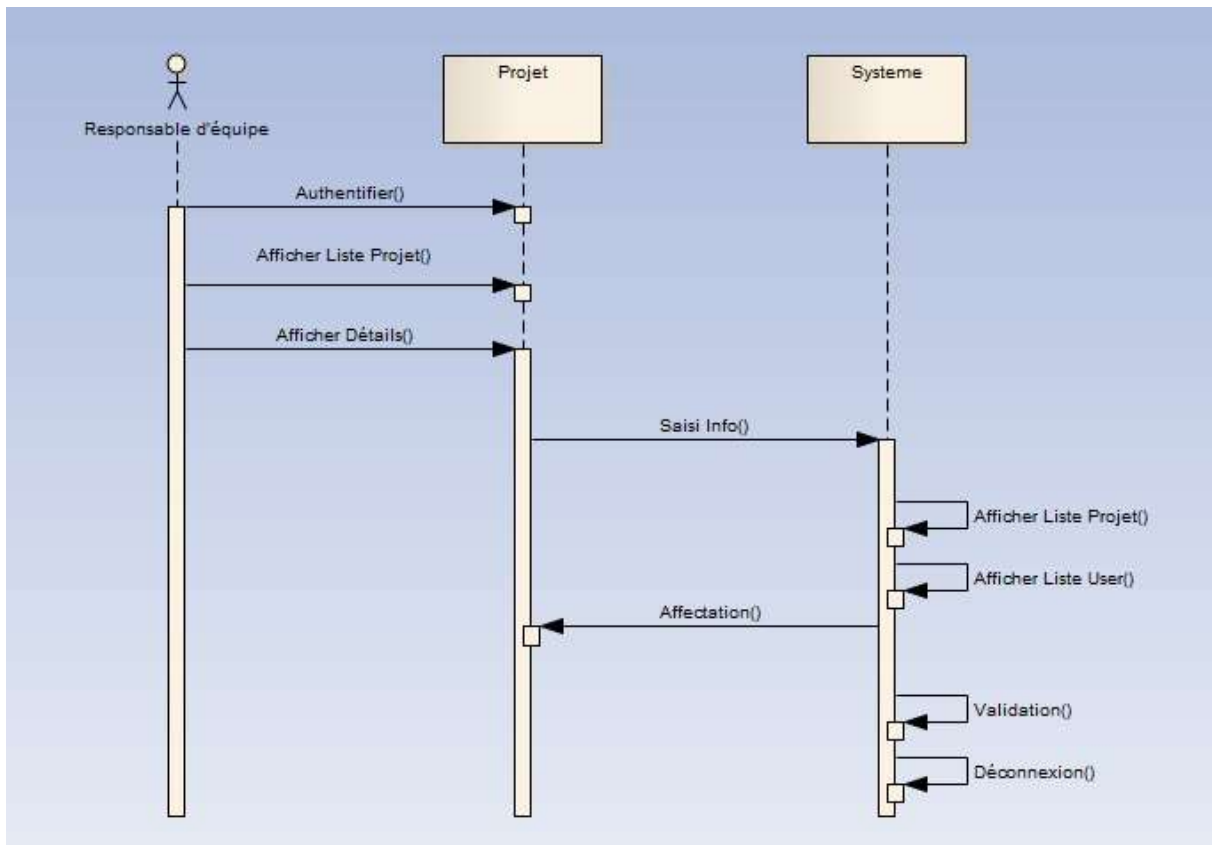 Projet
Systeme
Responsable d'équipe
Authentifier()
Afficher Liste Projet()
Afficher Détails()
Saisi Info()
Afficher Liste Projet()
Afficher Liste User()
Affectation()
Validation()
Déconnexion()